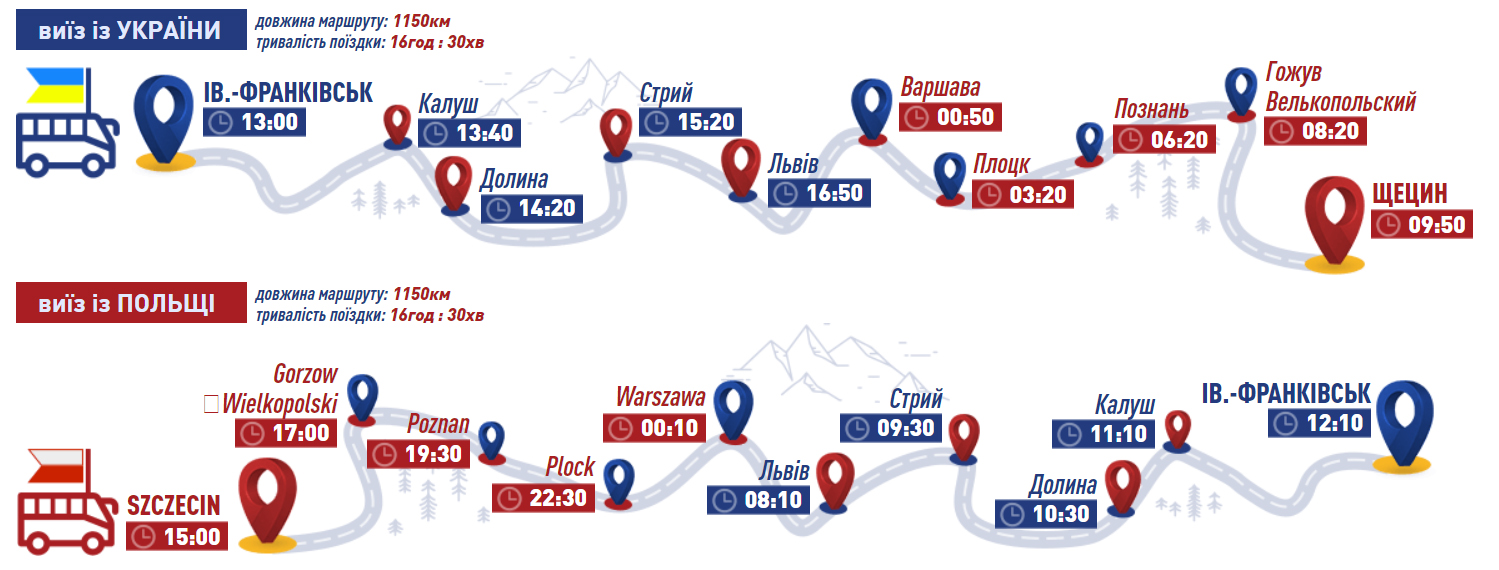 виїз із УКРАЇНИ
довжина маршруту: 1150км
тривалість поїздки: 16год : 30хв
ІВ.-ФРАНКІВСЬК
13:00
Калуш
13:40
Долина
14:20
Стрий
15:20
Львів
16:50
Варшава
00:50
Плоцк
03:20
Познань
06:20
Гожув
Велькопольский
08:20
ЩЕЦИН
09:50
виїз із ПОЛЬЩІ
довжина маршруту: 1150км
тривалість поїздки: 16год : 30хв
SZCZECIN
15:00
Gorzow
Wielkopolski
17:00
Poznan
19:30
Plock
22:30
Warszawa
00:10
Львів
08:10
Стрий
09:30
Долина
10:30
Калуш
11:10
ІВ.-ФРАНКІВСЬК
12:10